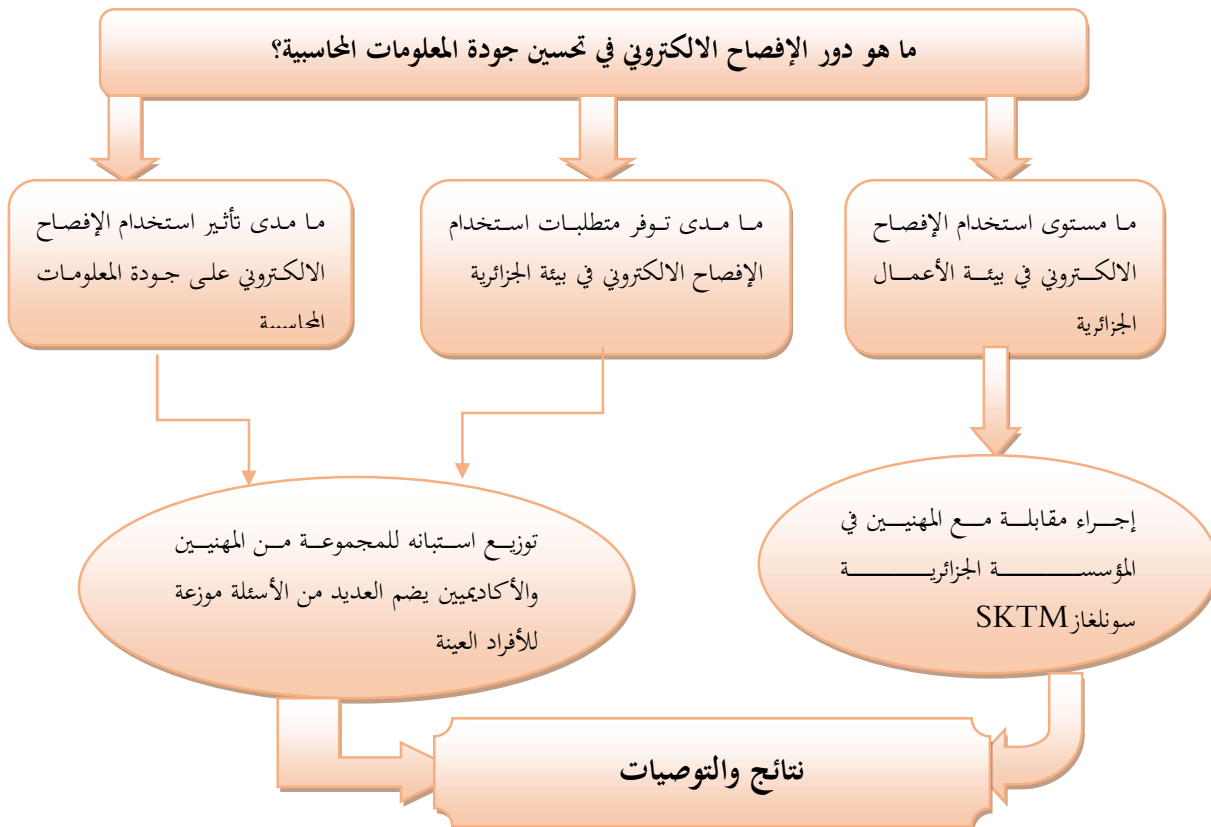 ما هو دور الإفصاح الالكتروني في تحسين جودة المعلومات المحاسبية؟
ما مستوى استخدام الإفصاح
الالكتروني في بيئة الأعمال
الجزائرية
ما مدى توفر متطلبات استخدام
الإفصاح الالكتروني في بيئة الجزائرية
ما مدى تأثير استخدام الإفصاح
الالكتروني على جودة المعلومات
المحاسبية
إجراء مقابلة مع المهنيين في
المؤسسة الجزائرية
سونلغاز SKTM
توزيع استبانه للمجموعة من المهنيين
والأكاديميين يضم العديد من الأسئلة موزعة
للأفراد العينة
نتائج والتوصيات